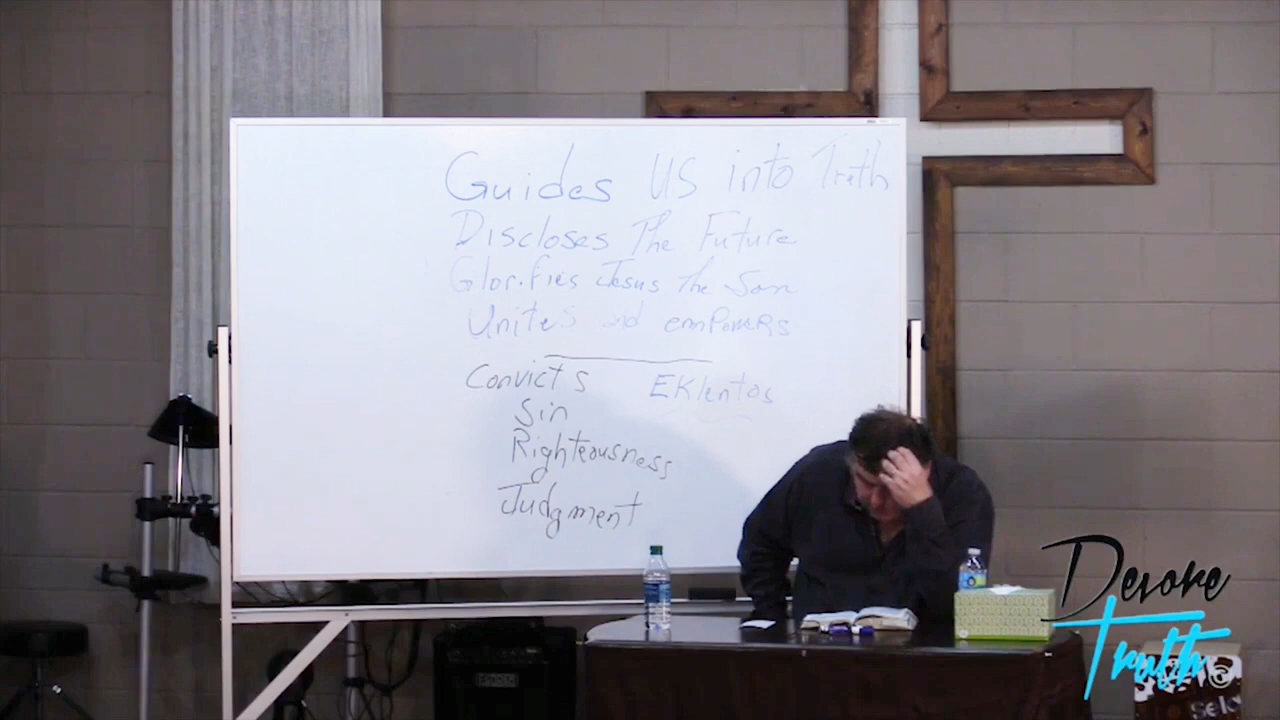 Guides US into Truth
Discloses The Future
Glorifies Jesus The Son
Unites and empowers
Convicts EKlentos
Sin
Righteousness
Judgment
Desire
Truth